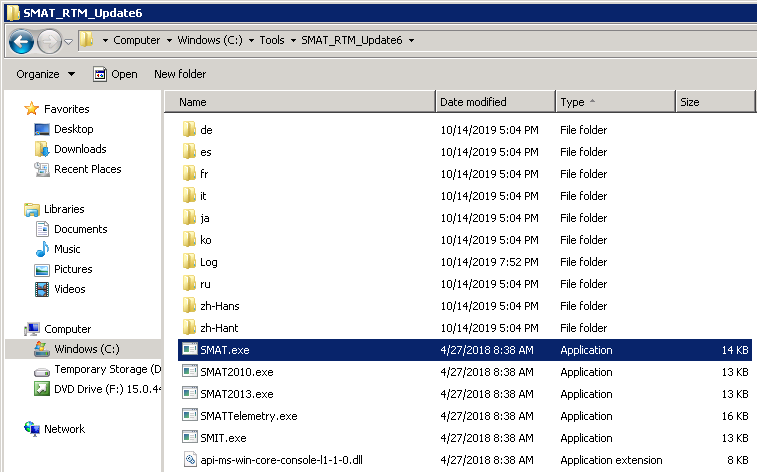 SMAT_RTM_Update6
Computer Windows (C:) Tools SMAT_RTM_Update6
Organize Open New folder
Favorites
Desktop
Downloads
Recent Places
Libraries
Documents
Music
Pictures
Videos
Computer
Windows (C:)
Temporary Storage (D
DVD Drive (F:) 15.0.44
Network
Name Date modified Type Size
de 10/14/2019 5:04 PM File folder
es 10/14/2019 5:04 PM File folder
fr 10/14/2019 5:04 PM File folder
it 10/14/2019 5:04 PM File folder
ja 10/14/2019 5:04 PM File folder
ko 10/14/2019 5:04 PM File folder
Log 10/14/2019 7:52 PM File folder
ru 10/14/2019 5:04 PM File folder
zh-Hans 10/14/2019 5:04 PM File folder
zh-Hant 10/14/2019 5:04 PM File folder
SMAT.exe 4/27/2018 8:38 AM Application 14 KB
SMAT2010.exe 4/27/2018 8:38 AM Application 13 KB
SMAT2013.exe 4/27/2018 8:38 AM Application 13 KB
SMATTelemetry.exe 4/27/2018 8:38 AM Application 16 KB
SMIT.exe 4/27/2018 8:38 AM Application 13 KB
api-ms-win-core-console-l1-1-0.dll 4/27/2018 8:38 AM Application extension 8 KB